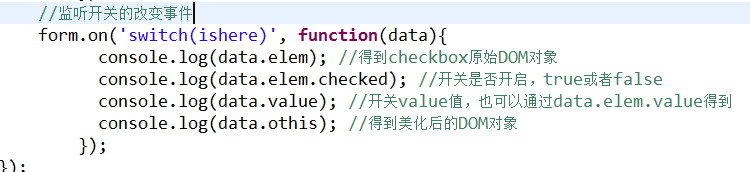 //监听开关的改变事件
form.on('switch(ishere)', function(data){
console.log(data.elem); //得到checkbox原始DOM对象
console.log(data.elem.checked); //开关是否开启，true或者false
console.log(data.value); //开关value值，也可以通过data.elem.value得到
console.log(data.othis); //得到美化后的DOM对象
});
});